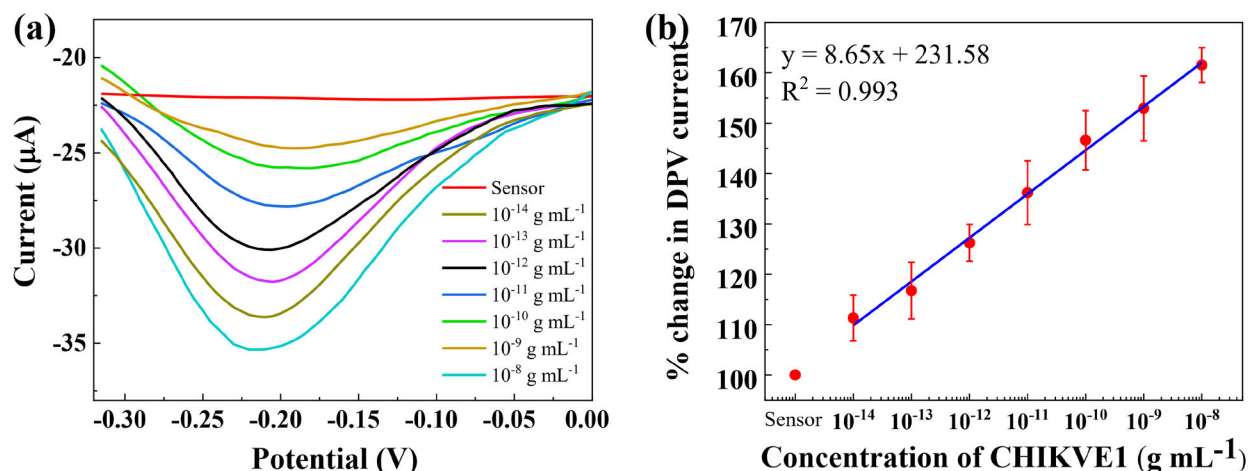 (a)
-20
-25
-30
-35
Current (µA)
Sensor
10⁻¹⁴ g mL⁻¹
10⁻¹³ g mL⁻¹
10⁻¹² g mL⁻¹
10⁻¹¹ g mL⁻¹
10⁻¹⁰ g mL⁻¹
10⁻⁹ g mL⁻¹
10⁻⁸ g mL⁻¹
-0.30 -0.25 -0.20 -0.15 -0.10 -0.05 0.00
Potential (V)
(b)
170
160
150
140
130
120
110
100
% change in DPV current
y = 8.65x + 231.58
R² = 0.993
Sensor 10⁻¹⁴ 10⁻¹³ 10⁻¹² 10⁻¹¹ 10⁻¹⁰ 10⁻⁹ 10⁻⁸
Concentration of CHIKVE1 (g mL⁻¹)